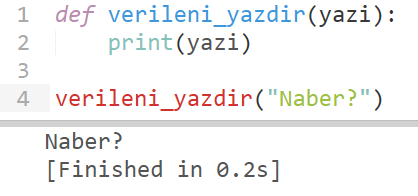 1 def verileni_yazdir(yazi):
2     print(yazi)
3
4 verileni_yazdir("Naber?")
Naber?
[Finished in 0.2s]